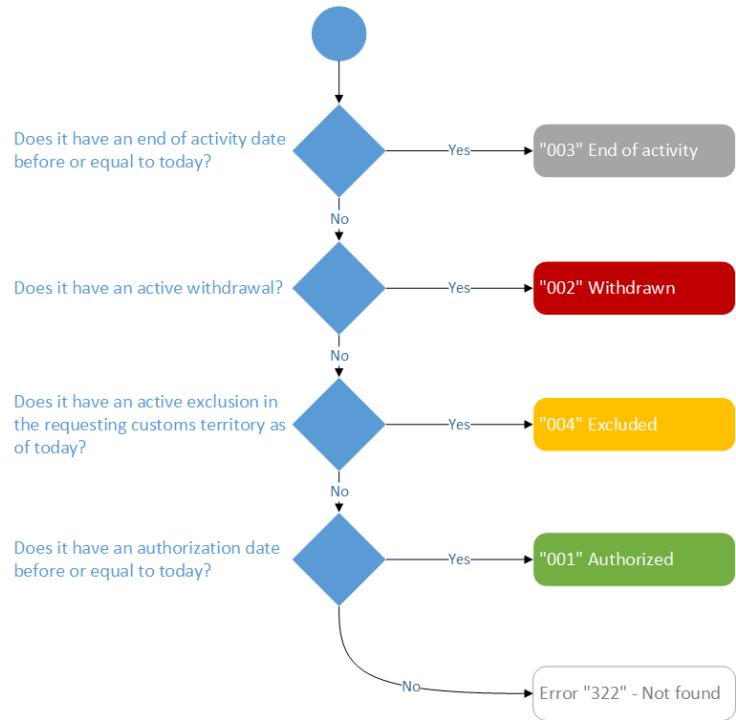 Does it have an end of activity date
before or equal to today?
Yes
"003" End of activity
No
Does it have an active withdrawal?
Yes
"002" Withdrawn
No
Does it have an active exclusion in
the requesting customs territory as
of today?
Yes
"004" Excluded
No
Does it have an authorization date
before or equal to today?
Yes
"001" Authorized
No
Error "322" - Not found